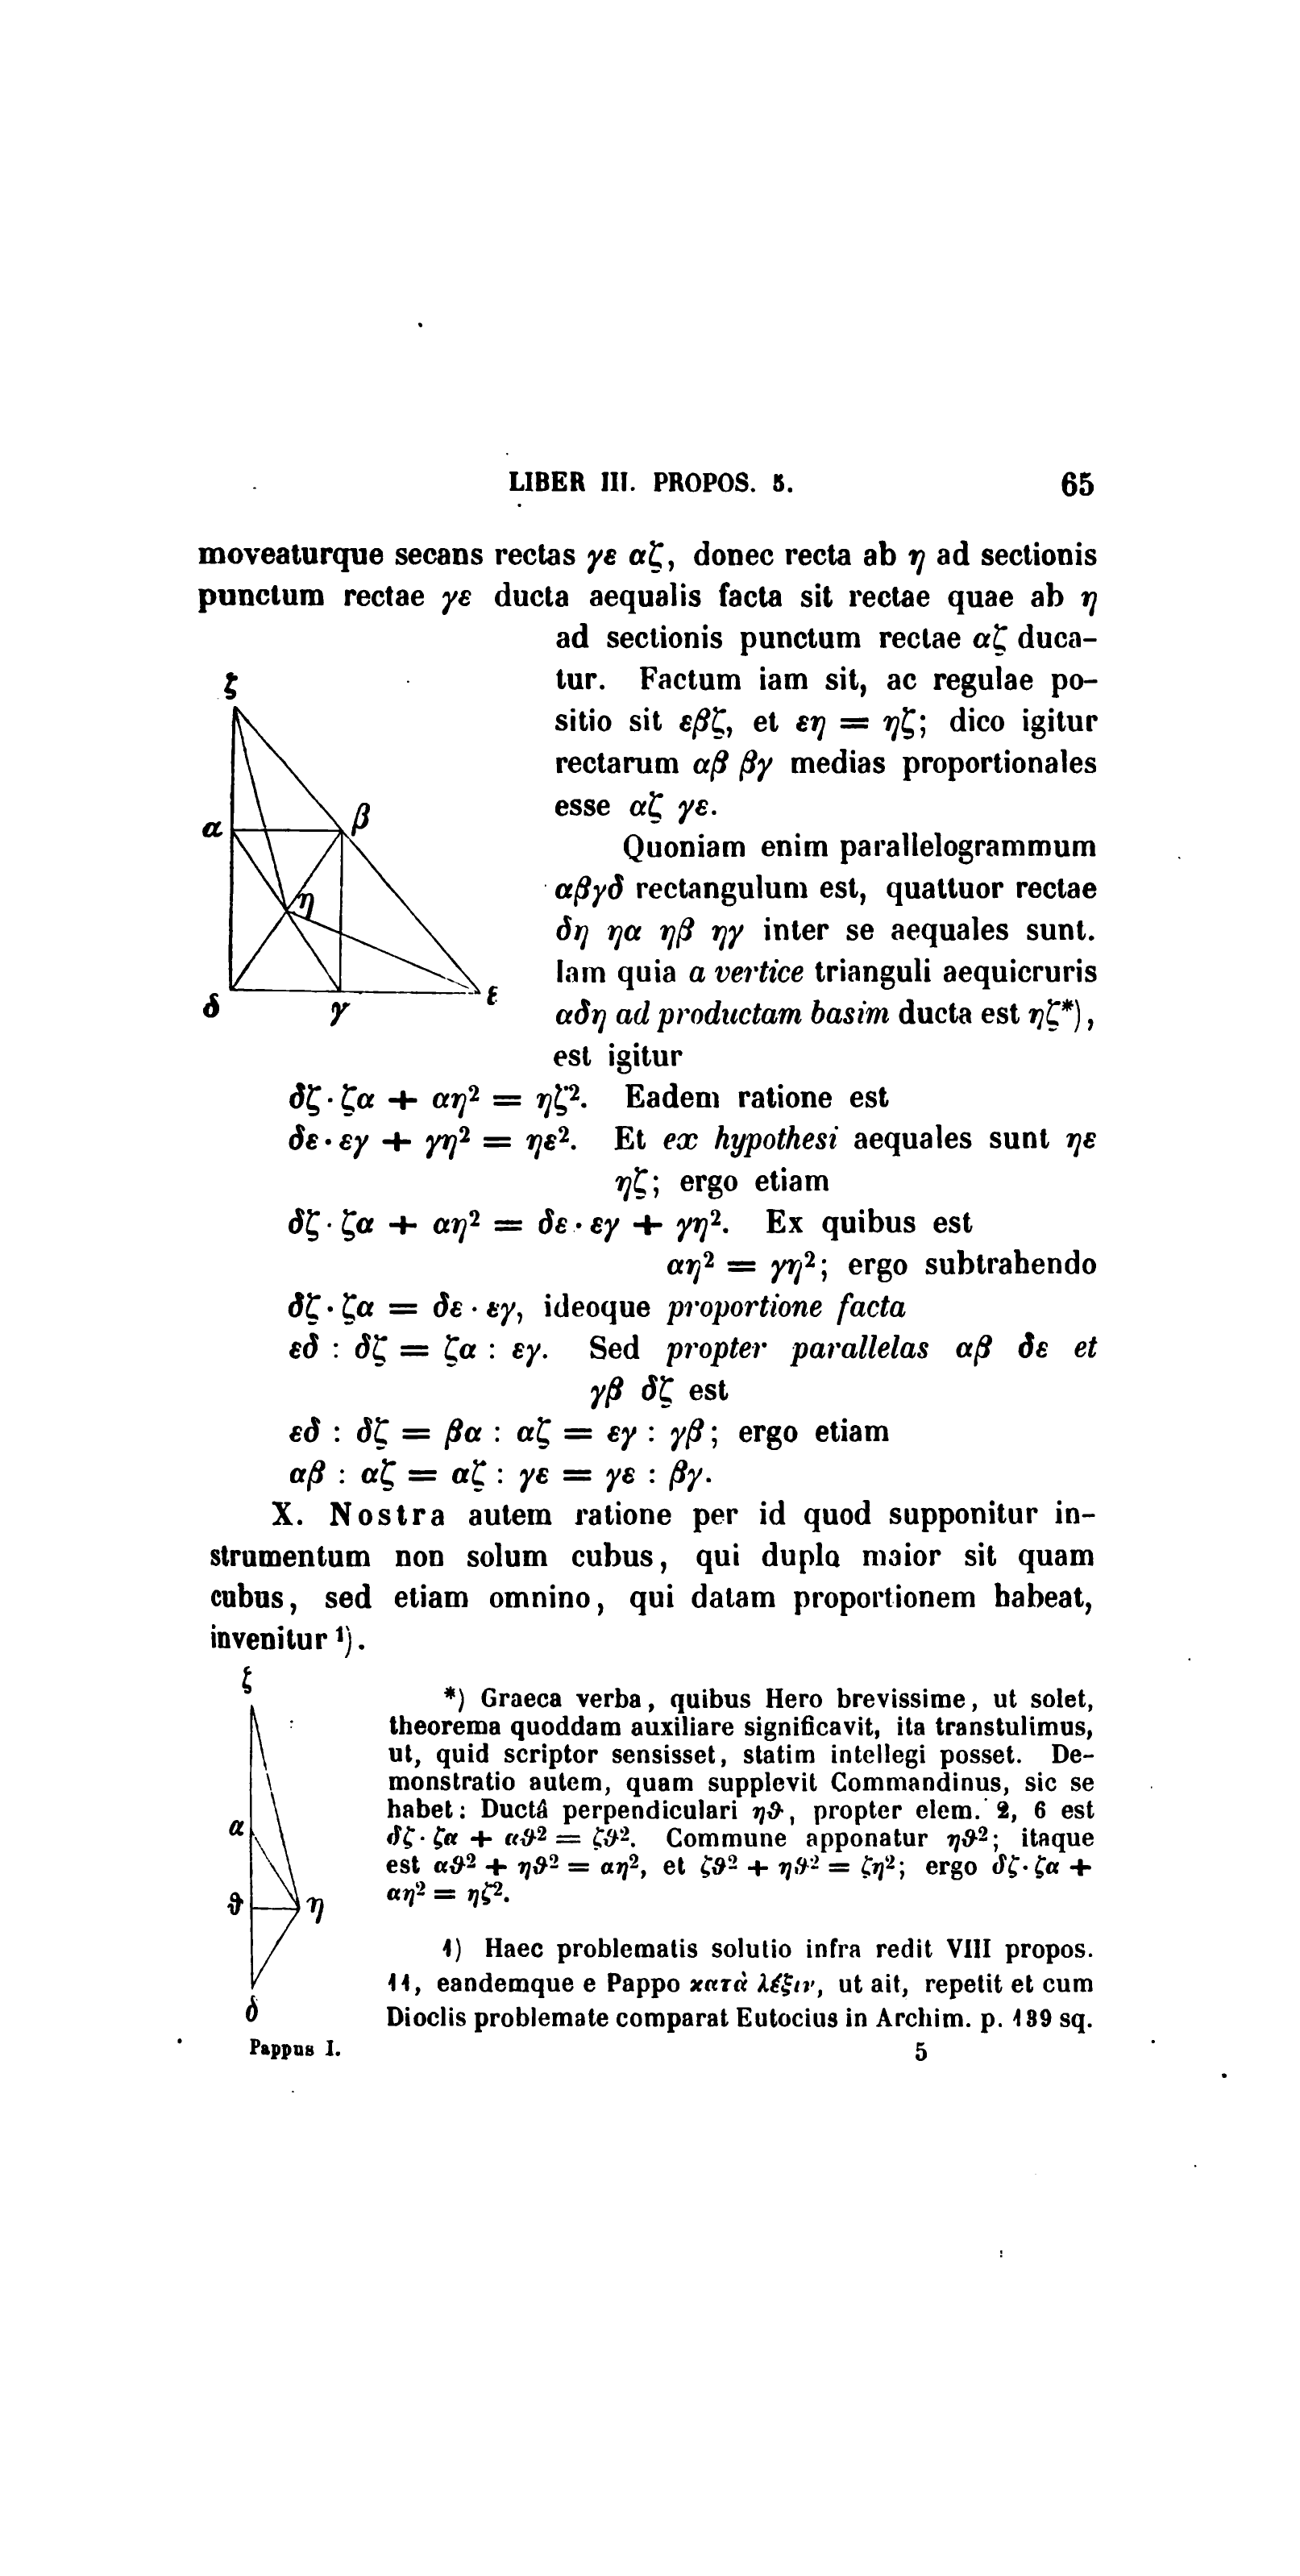 LIBER III. PROPOS. 5. 65
moveaturque secans rectas γε αζ, donec recta ab η ad sectionis
punctum rectae γε ducta aequalis facta sit rectae quae ab η
ad sectionis punctum rectae αζ duca-
tur. Factum iam sit, ac regulae po-
sitio sit εβζ, et εη = ηζ; dico igitur
rectarum αβ βγ medias proportionales
esse αζ γε.
Quoniam enim parallelogrammum
αβγδ rectangulum est, quattuor rectae
δη ηα ηβ ηγ inter se aequales sunt.
Iam quia a vertice trianguli aequicruris
αδη ad productam basim ducta est ηζ*),
est igitur
ζ
α
β
η
δ
γ
ε
δζ · ζα + αη² = ηζ². Eadem ratione est
δε · εγ + γη² = ηε². Et ex hypothesi aequales sunt ηε
ηζ; ergo etiam
δζ · ζα + αη² = δε · εγ + γη². Ex quibus est
αη² = γη²; ergo subtrahendo
δζ · ζα = δε · εγ, ideoque proportione facta
εδ : δζ = ζα : εγ. Sed propter parallelas αβ δε et
γβ δζ est
εδ : δζ = βα : αζ = εγ : γβ; ergo etiam
αβ : αζ = αζ : γε = γε : βγ.
X. Nostra autem ratione per id quod supponitur in-
strumentum non solum cubus, qui duplo maior sit quam
cubus, sed etiam omnino, qui datam proportionem habeat,
invenitur ¹).
ζ
α
ϑ
η
δ
*) Graeca verba, quibus Hero brevissime, ut solet,
theorema quoddam auxiliare significavit, ita transtulimus,
ut, quid scriptor sensisset, statim intellegi posset. De-
monstratio autem, quam supplevit Commandinus, sic se
habet: Ductâ perpendiculari ηϑ, propter elem. 2, 6 est
δζ · ζα + αϑ² = ζϑ². Commune apponatur ηϑ²; itaque
est αϑ² + ηϑ² = αη², et ζϑ² + ηϑ² = ζη²; ergo δζ · ζα +
αη² = ηζ².
1) Haec problematis solutio infra redit VIII propos.
11, eandemque e Pappo κατὰ λέξιν, ut ait, repetit et cum
Dioclis problemate comparat Eutocius in Archim. p. 139 sq.
Pappus I. 5